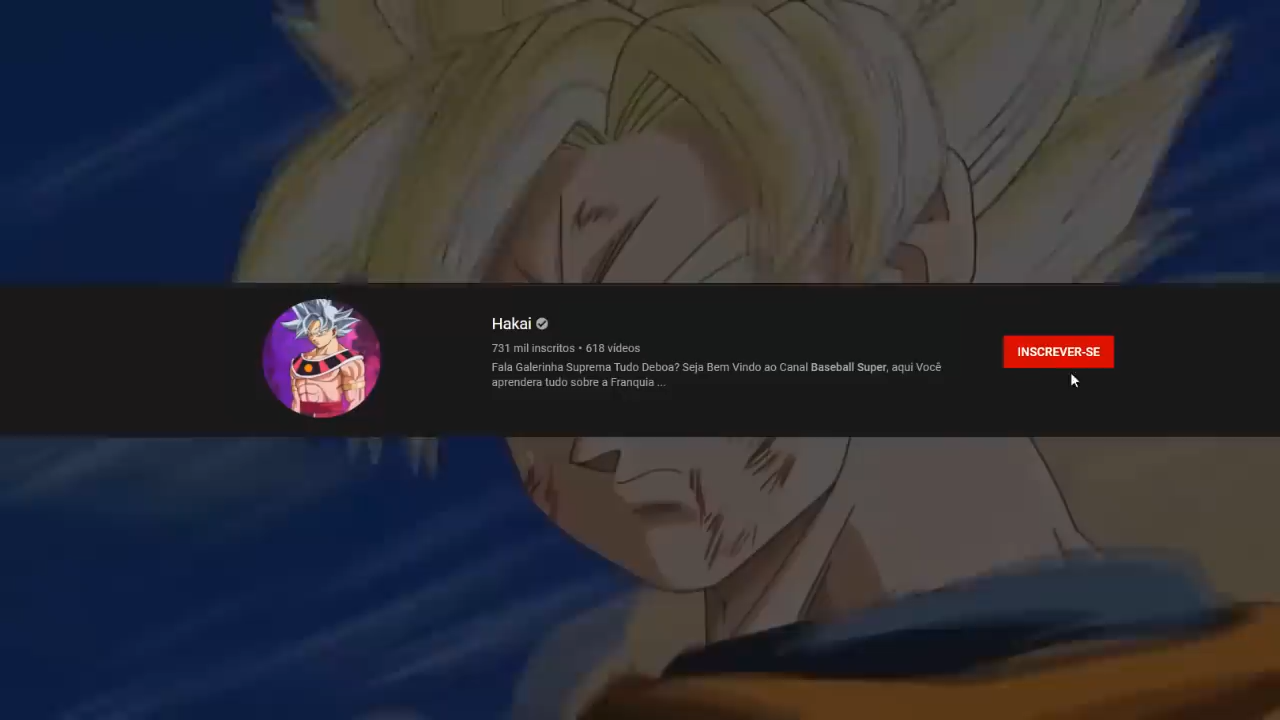 Hakai
731 mil inscritos • 618 vídeos
INSCREVER-SE
Fala Galerinha Suprema Tudo Deboa? Seja Bem Vindo ao Canal Baseball Super, aqui Você
aprendera tudo sobre a Franquia ...